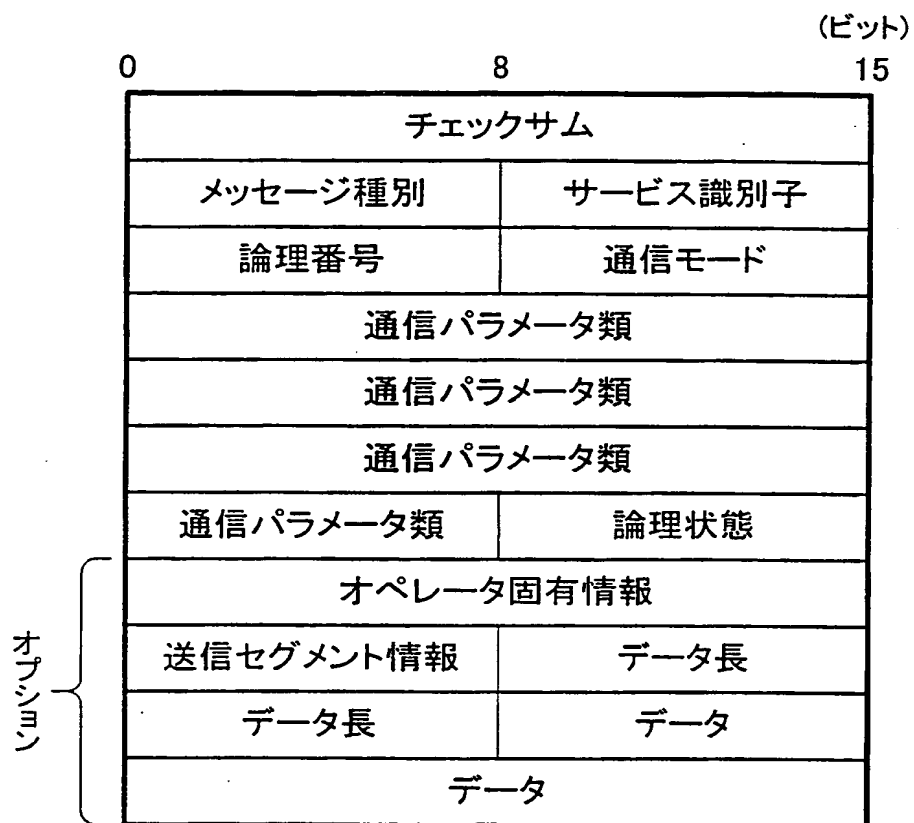 (ビット)
0 8 15
チェックサム
メッセージ種別 サービス識別子
論理番号 通信モード
通信パラメータ類
通信パラメータ類
通信パラメータ類
通信パラメータ類 論理状態
オペレータ固有情報
送信セグメント情報 データ長
データ長 データ
データ
オプション